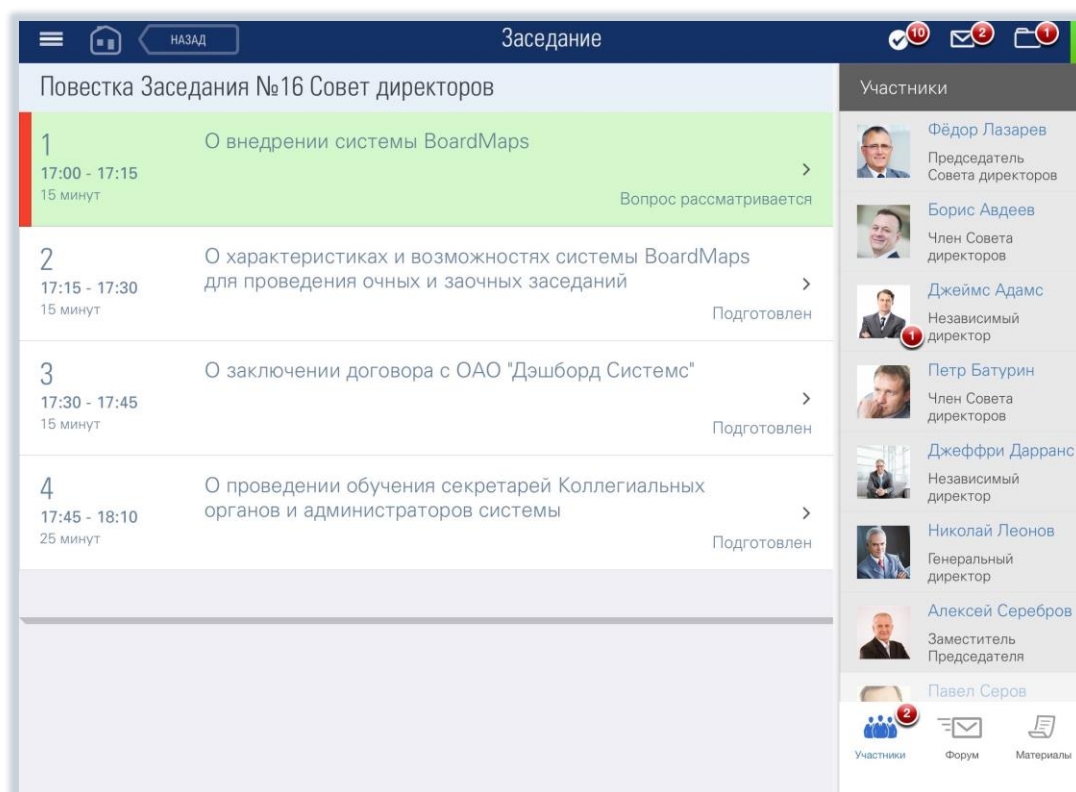 НАЗАД
Заседание
10
2
1
Повестка Заседания №16 Совет директоров
1
17:00 - 17:15
15 минут
О внедрении системы BoardMaps
Вопрос рассматривается
2
17:15 - 17:30
15 минут
О характеристиках и возможностях системы BoardMaps
для проведения очных и заочных заседаний
Подготовлен
3
17:30 - 17:45
15 минут
О заключении договора с ОАО "Дэшборд Системс"
Подготовлен
4
17:45 - 18:10
25 минут
О проведении обучения секретарей Коллегиальных
органов и администраторов системы
Подготовлен
Участники
Фёдор Лазарев
Председатель
Совета директоров
Борис Авдеев
Член Совета
директоров
Джеймс Адамс
Независимый
директор
1
Петр Батурин
Член Совета
директоров
Джеффри Дарранс
Независимый
директор
Николай Леонов
Генеральный
директор
Алексей Серебров
Заместитель
Председателя
Павел Серов
2
Участники
Форум
Материалы